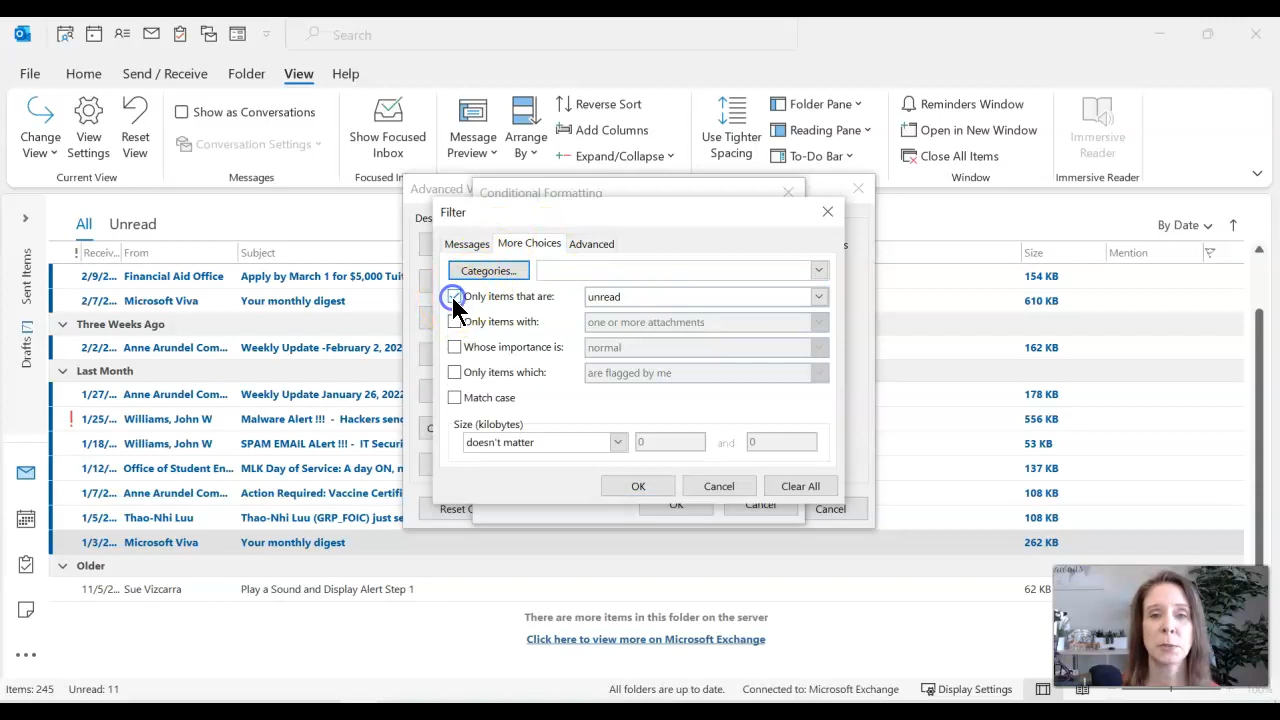 Search
File Home Send / Receive Folder View Help
Change View
View Settings
Reset View
Current View
Show as Conversations
Conversation Settings
Messages
Show Focused Inbox
Focused In
Message Preview
Arrange By
Reverse Sort
Add Columns
Expand/Collapse
Use Tighter Spacing
Folder Pane
Reading Pane
To-Do Bar
Reminders Window
Open in New Window
Close All Items
Window
Immersive Reader
Immersive Reader
Advanced V
Conditional Formatting
Des
Filter
Messages More Choices Advanced
Categories...
Only items that are: unread
Only items with: one or more attachments
Whose importance is: normal
Only items which: are flagged by me
Match case
Size (kilobytes)
doesn't matter 0 and 0
OK Cancel Clear All
Reset C
OK Cancel
Cancel
All Unread
By Date
! Receiv... From Subject Size Mention
2/9/2... Financial Aid Office Apply by March 1 for $5,000 Tuit 154 KB
2/7/2... Microsoft Viva Your monthly digest 610 KB
Three Weeks Ago
2/2/2... Anne Arundel Com... Weekly Update -February 2, 202 162 KB
Last Month
1/27/... Anne Arundel Com... Weekly Update January 26, 2022 178 KB
! 1/25/... Williams, John W Malware Alert !!! - Hackers send 556 KB
1/18/... Williams, John W SPAM EMAIL ALert !!! - IT Securi 53 KB
1/12/... Office of Student En... MLK Day of Service: A day ON, n 137 KB
1/7/2... Anne Arundel Com... Action Required: Vaccine Certifi 108 KB
1/5/2... Thao-Nhi Luu Thao-Nhi Luu (GRP_FOIC) just se 108 KB
1/3/2... Microsoft Viva Your monthly digest 262 KB
Older
11/5/2... Sue Vizcarra Play a Sound and Display Alert Step 1 62 KB
There are more items in this folder on the server
Click here to view more on Microsoft Exchange
Sent Items
Drafts [7]
Items: 245 Unread: 11 All folders are up to date. Connected to: Microsoft Exchange Display Settings 100%